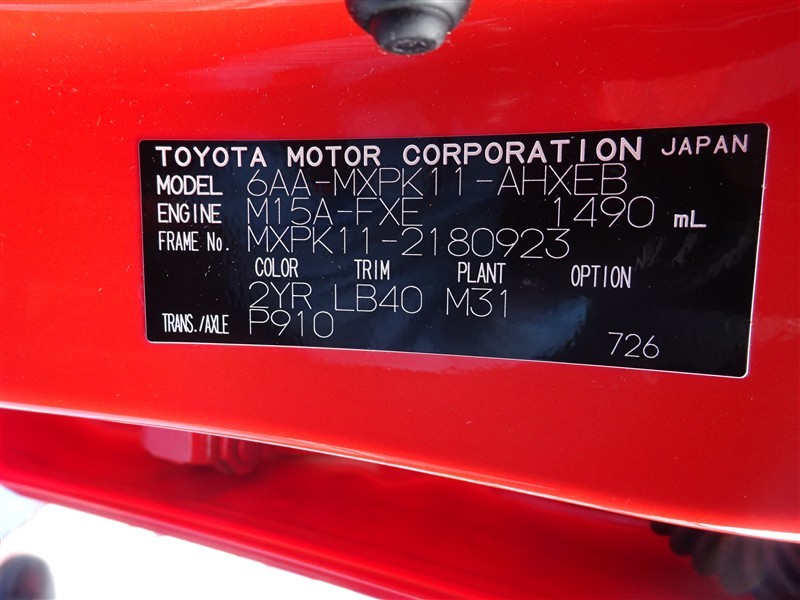 TOYOTA MOTOR CORPORATION JAPAN
MODEL 6AA-MXPK11-AHXEB
ENGINE M15A-FXE 1490 mL
FRAME No. MXPK11-2180923
COLOR TRIM PLANT OPTION
2YR LB40 M31
TRANS./AXLE P910
726